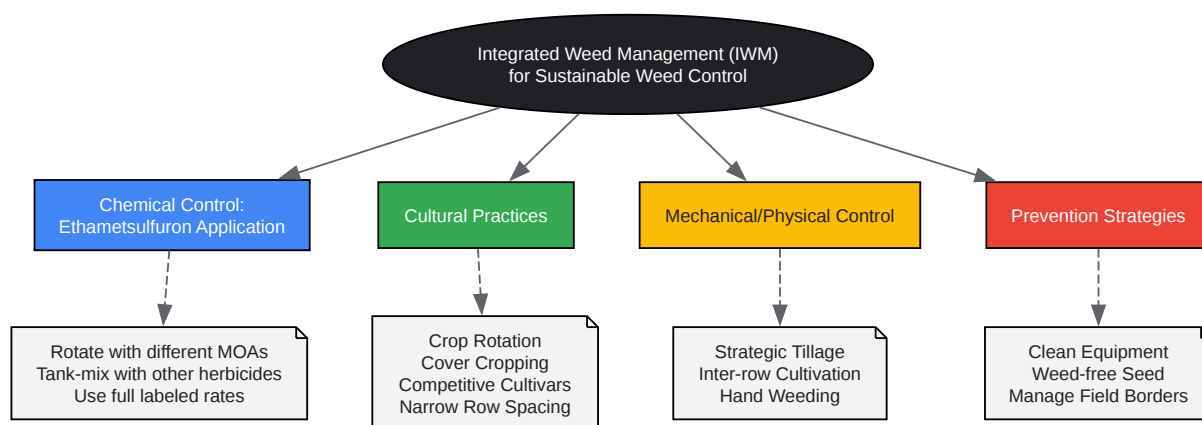 Integrated Weed Management (IWM)
for Sustainable Weed Control
Chemical Control:
Ethametsulfuron Application
Cultural Practices
Mechanical/Physical Control
Prevention Strategies
Rotate with different MOAs
Tank-mix with other herbicides
Use full labeled rates
Crop Rotation
Cover Cropping
Competitive Cultivars
Narrow Row Spacing
Strategic Tillage
Inter-row Cultivation
Hand Weeding
Clean Equipment
Weed-free Seed
Manage Field Borders